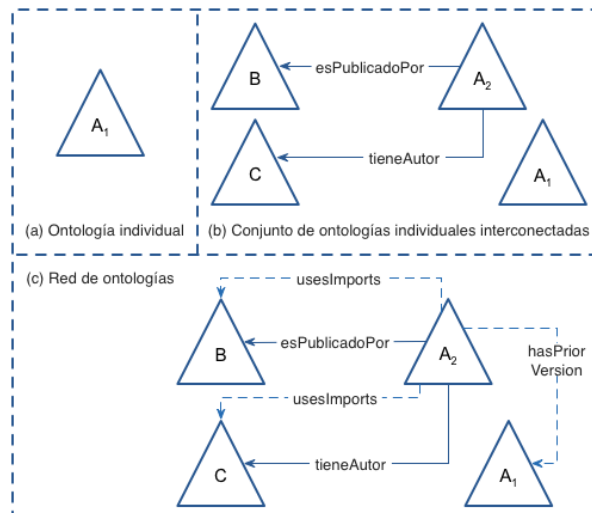 A1
(a) Ontología individual
B
esPublicadoPor
A2
C
tieneAutor
A1
(b) Conjunto de ontologías individuales interconectadas
(c) Red de ontologías
usesImports
B
esPublicadoPor
A2
hasPrior
Version
usesImports
C
tieneAutor
A1